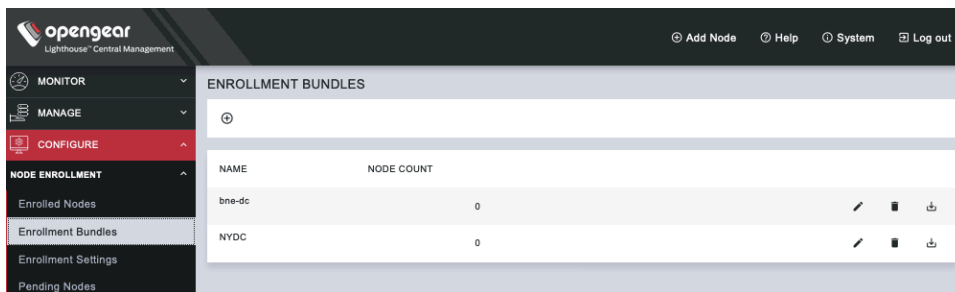 opengear
Lighthouse™ Central Management
Add Node Help System Log out
MONITOR
MANAGE
CONFIGURE
NODE ENROLLMENT
Enrolled Nodes
Enrollment Bundles
Enrollment Settings
Pending Nodes
ENROLLMENT BUNDLES
NAME NODE COUNT
bne-dc 0
NYDC 0